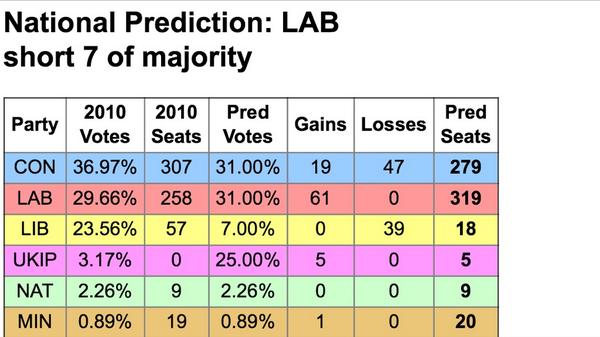 National Prediction: LAB
short 7 of majority
Party 2010 Votes 2010 Seats Pred Votes Gains Losses Pred Seats
CON 36.97% 307 31.00% 19 47 279
LAB 29.66% 258 31.00% 61 0 319
LIB 23.56% 57 7.00% 0 39 18
UKIP 3.17% 0 25.00% 5 0 5
NAT 2.26% 9 2.26% 0 0 9
MIN 0.89% 19 0.89% 1 0 20